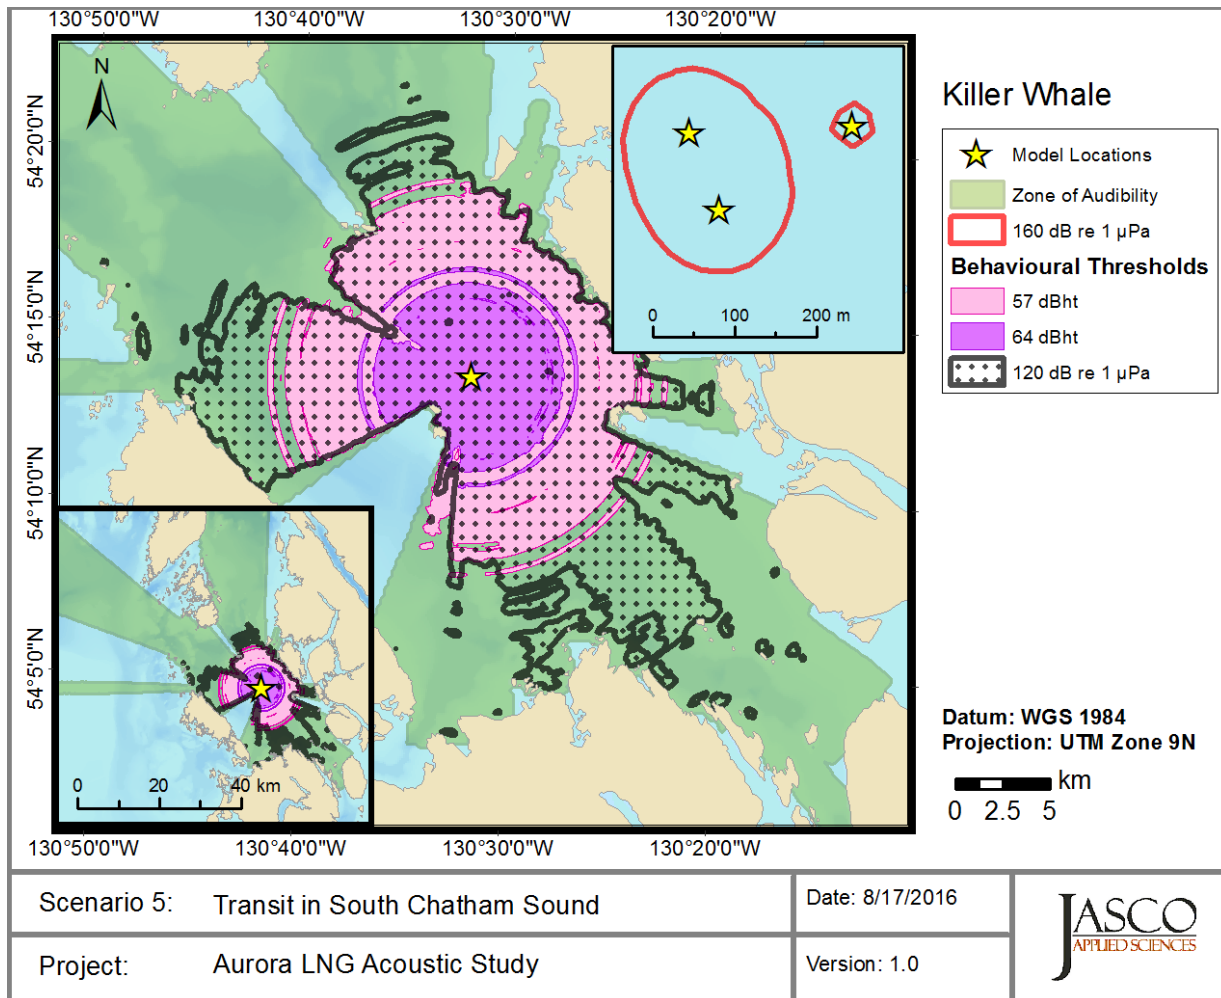 130°50'0"W 130°40'0"W 130°30'0"W 130°20'0"W
N
54°20'0"N
54°15'0"N
54°10'0"N
54°5'0"N
0 100 200 m
0 20 40 km
130°50'0"W 130°40'0"W 130°30'0"W 130°20'0"W
Killer Whale
Model Locations
Zone of Audibility
160 dB re 1 µPa
Behavioural Thresholds
57 dBht
64 dBht
120 dB re 1 µPa
Datum: WGS 1984
Projection: UTM Zone 9N
km
0 2.5 5
Scenario 5: Transit in South Chatham Sound
Date: 8/17/2016
Project: Aurora LNG Acoustic Study
Version: 1.0
JASCO
APPLIED SCIENCES